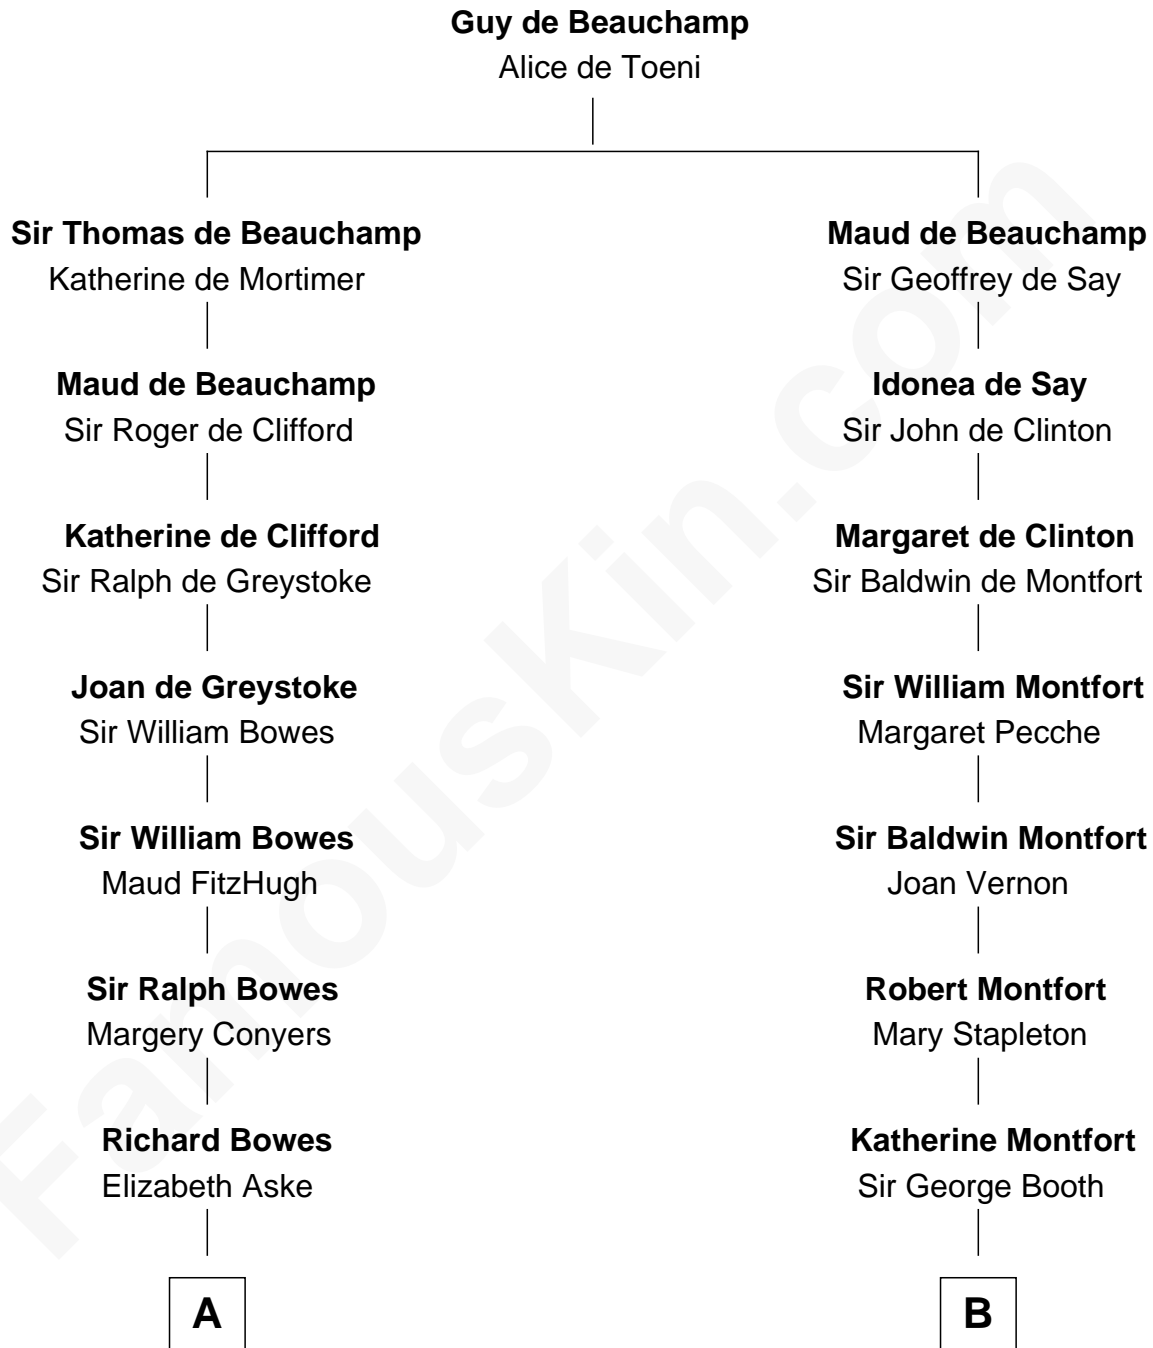 Guy de Beauchamp
Alice de Toeni
Sir Thomas de Beauchamp
Katherine de Mortimer
Maud de Beauchamp
Sir Geoffrey de Say
Maud de Beauchamp
Sir Roger de Clifford
Idonea de Say
Sir John de Clinton
Katherine de Clifford
Sir Ralph de Greystoke
Margaret de Clinton
Sir Baldwin de Montfort
Joan de Greystoke
Sir William Bowes
Sir William Montfort
Margaret Pecche
Sir William Bowes
Maud FitzHugh
Sir Baldwin Montfort
Joan Vernon
Sir Ralph Bowes
Margery Conyers
Robert Montfort
Mary Stapleton
Richard Bowes
Elizabeth Aske
Katherine Montfort
Sir George Booth
A
B
FamousKin.com